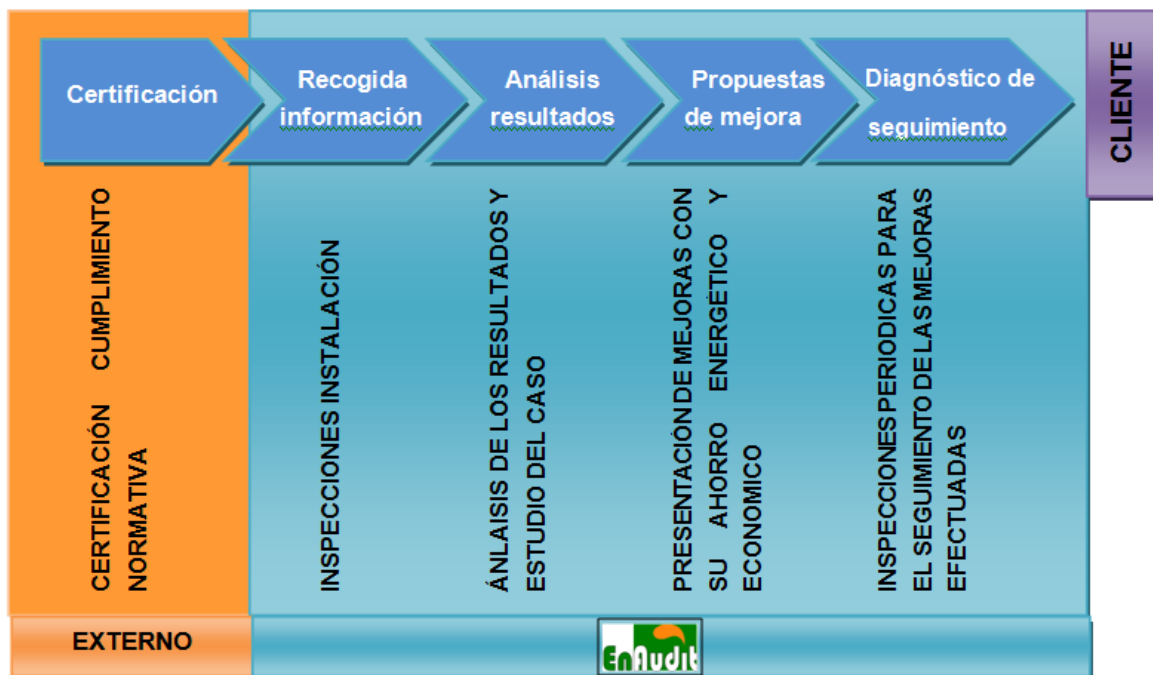 Certificación
Recogida
información
Análisis
resultados
Propuestas
de mejora
Diagnóstico de
seguimiento
CLIENTE
CERTIFICACIÓN CUMPLIMIENTO
NORMATIVA
INSPECCIONES INSTALACIÓN
ÁNLAISIS DE LOS RESULTADOS Y
ESTUDIO DEL CASO
PRESENTACIÓN DE MEJORAS CON
SU AHORRO ENERGÉTICO Y
ECONOMICO
INSPECCIONES PERIODICAS PARA
EL SEGUIMIENTO DE LAS MEJORAS
EFECTUADAS
EXTERNO
EnAudit